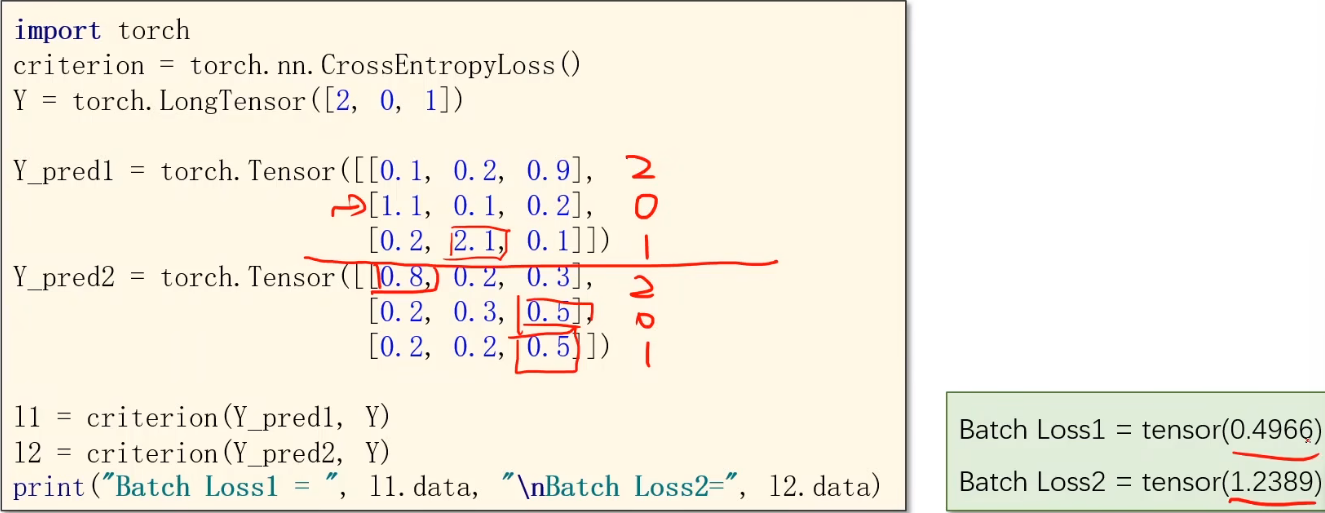 import torch
criterion = torch.nn.CrossEntropyLoss()
Y = torch.LongTensor([2, 0, 1])
Y_pred1 = torch.Tensor([[0.1, 0.2, 0.9], 2
[1.1, 0.1, 0.2], 0
[0.2, 2.1, 0.1]]) 1
Y_pred2 = torch.Tensor([[0.8, 0.2, 0.3], 2
[0.2, 0.3, 0.5], 0
[0.2, 0.2, 0.5]]) 1
l1 = criterion(Y_pred1, Y)
l2 = criterion(Y_pred2, Y)
print("Batch Loss1 = ", l1.data, "\nBatch Loss2=", l2.data)
Batch Loss1 = tensor(0.4966)
Batch Loss2 = tensor(1.2389)